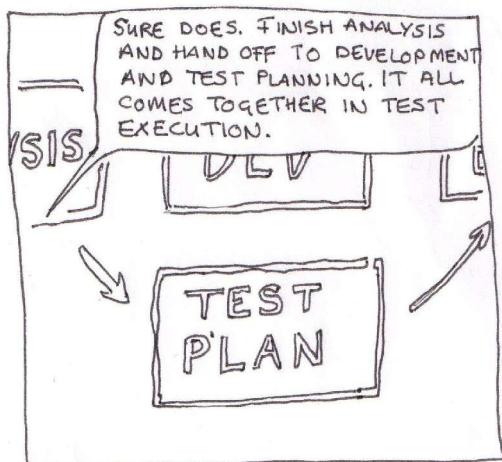 SURE DOES. FINISH ANALYSIS
AND HAND OFF TO DEVELOPMENT
AND TEST PLANNING. IT ALL
COMES TOGETHER IN TEST
EXECUTION.
YSIS
DEV
TEST
PLAN